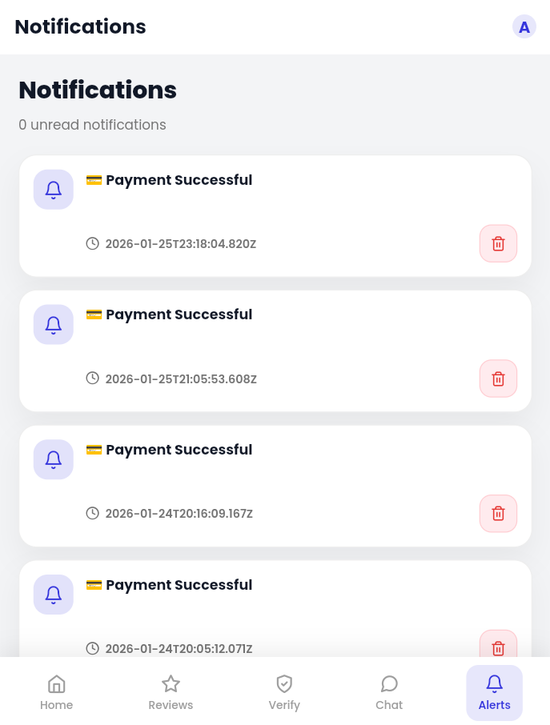 Notifications
A
Notifications
0 unread notifications
💳 Payment Successful
2026-01-25T23:18:04.820Z
💳 Payment Successful
2026-01-25T21:05:53.608Z
💳 Payment Successful
2026-01-24T20:16:09.167Z
💳 Payment Successful
2026-01-24T20:05:12.071Z
Home
Reviews
Verify
Chat
Alerts